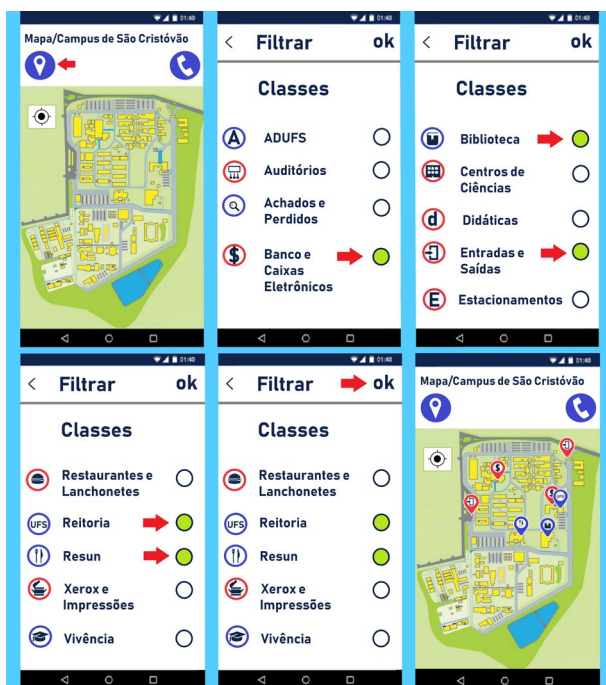 01:40
Mapa/Campus de São Cristóvão
01:40
< Filtrar ok
Classes
A ADUFS
Auditórios
Achados e
Perdidos
$ Banco e
Caixas
Eletrônicos
01:40
< Filtrar ok
Classes
Biblioteca
Centros de
Ciências
d Didáticas
Entradas e
Saídas
E Estacionamentos
01:40
< Filtrar ok
Classes
Restaurantes e
Lanchonetes
UFS Reitoria
Resun
Xerox e
Impressões
Vivência
01:40
< Filtrar ok
Classes
Restaurantes e
Lanchonetes
UFS Reitoria
Resun
Xerox e
Impressões
Vivência
01:40
Mapa/Campus de São Cristóvão
$
$
UFS